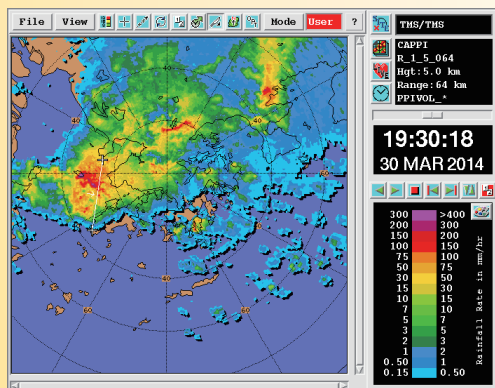 File View Mode User ?
TMS/TMS
CAPPI
R_1_5_064
Hgt: 5.0 km
Range: 64 km
PPIVOL_*
19:30:18
30 MAR 2014
40
40
40
60
60
60
60
40
300 >400
200 300
150 200
100 150
75 100
50 75
30 50
15 30
10 15
7 10
5 7
3 5
2 3
1 2
0.50 1
0.15 0.50
Rainfall Rate in mm/hr